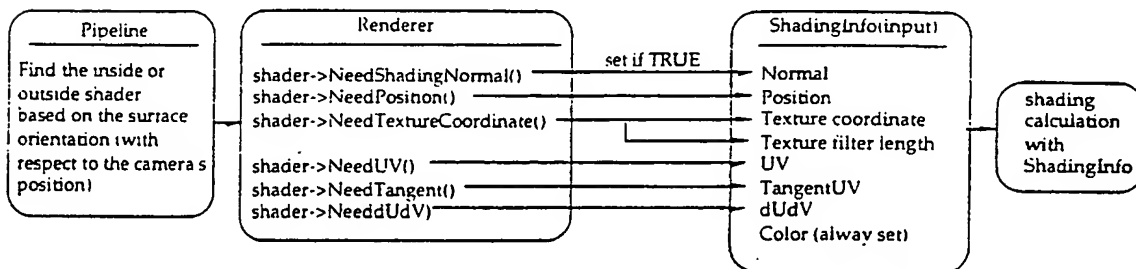 Pipeline
Find the inside or
outside shader
based on the surface
orientation (with
respect to the camera s
position)
Renderer
shader->NeedShadingNormal()
shader->NeedPosition()
shader->NeedTextureCoordinate()
shader->NeedUV()
shader->NeedTangent()
shader->NeeddUdV)
set if TRUE
ShadingInfo(input)
Normal
Position
Texture coordinate
Texture filter length
UV
TangentUV
dUdV
Color (alway set)
shading
calculation
with
ShadingInfo